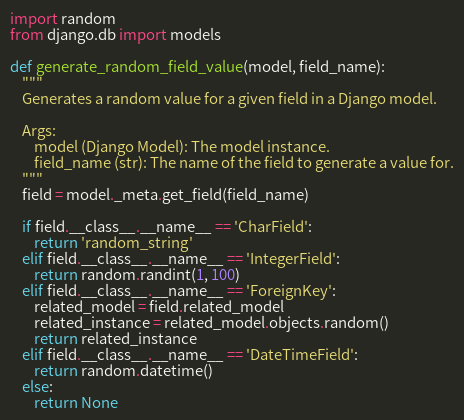 import random
from django.db import models

def generate_random_field_value(model, field_name):
    """
    Generates a random value for a given field in a Django model.

    Args:
        model (Django Model): The model instance.
        field_name (str): The name of the field to generate a value for.
    """
    field = model._meta.get_field(field_name)

    if field.__class__.__name__ == 'CharField':
        return 'random_string'
    elif field.__class__.__name__ == 'IntegerField':
        return random.randint(1, 100)
    elif field.__class__.__name__ == 'ForeignKey':
        related_model = field.related_model
        related_instance = related_model.objects.random()
        return related_instance
    elif field.__class__.__name__ == 'DateTimeField':
        return random.datetime()
    else:
        return None